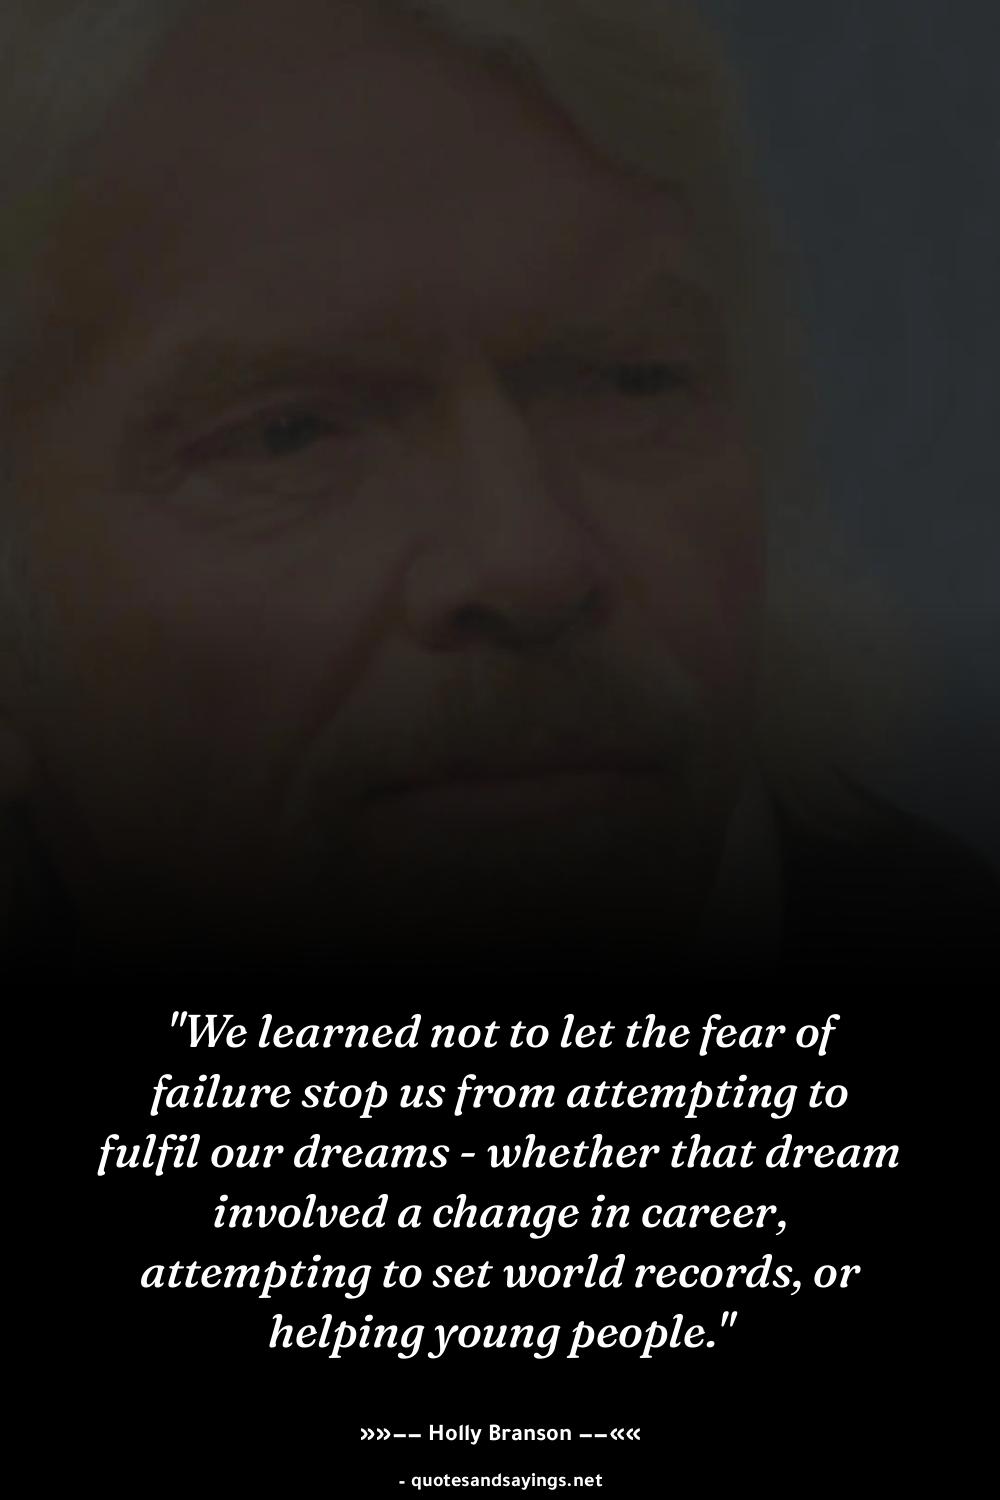 "We learned not to let the fear of
failure stop us from attempting to
fulfil our dreams - whether that dream
involved a change in career,
attempting to set world records, or
helping young people."
»»−− Holly Branson −−««
- quotesandsayings.net